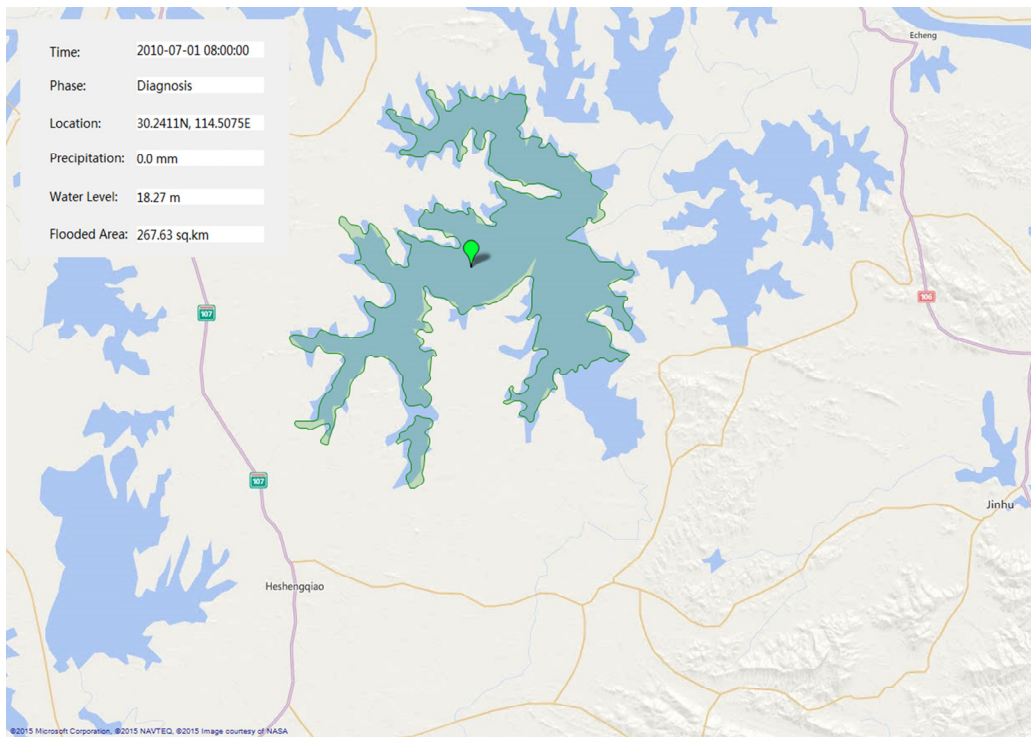 Echeng
Time: 2010-07-01 08:00:00
Phase: Diagnosis
Location: 30.2411N, 114.5075E
Precipitation: 0.0 mm
Water Level: 18.27 m
Flooded Area: 267.63 sq.km
106
107
107
Jinhu
Heshengqiao
©2015 Microsoft Corporation, ©2015 NAVTEQ, ©2015 Image courtesy of NASA